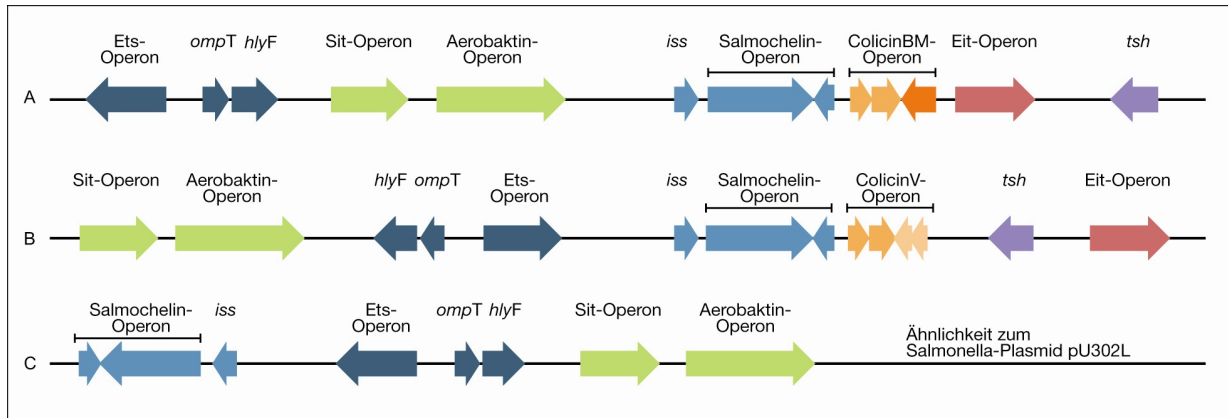 Ets-
Operon
ompT
hlyF
Sit-Operon
Aerobaktin-
Operon
iss
Salmochelin-
Operon
ColicinBM-
Operon
Eit-Operon
tsh
A
Sit-Operon
Aerobaktin-
Operon
hlyF
ompT
Ets-
Operon
iss
Salmochelin-
Operon
ColicinV-
Operon
tsh
Eit-Operon
B
Salmochelin-
Operon
iss
Ets-
Operon
ompT
hlyF
Sit-Operon
Aerobaktin-
Operon
C
Ähnlichkeit zum
Salmonella-Plasmid pU302L